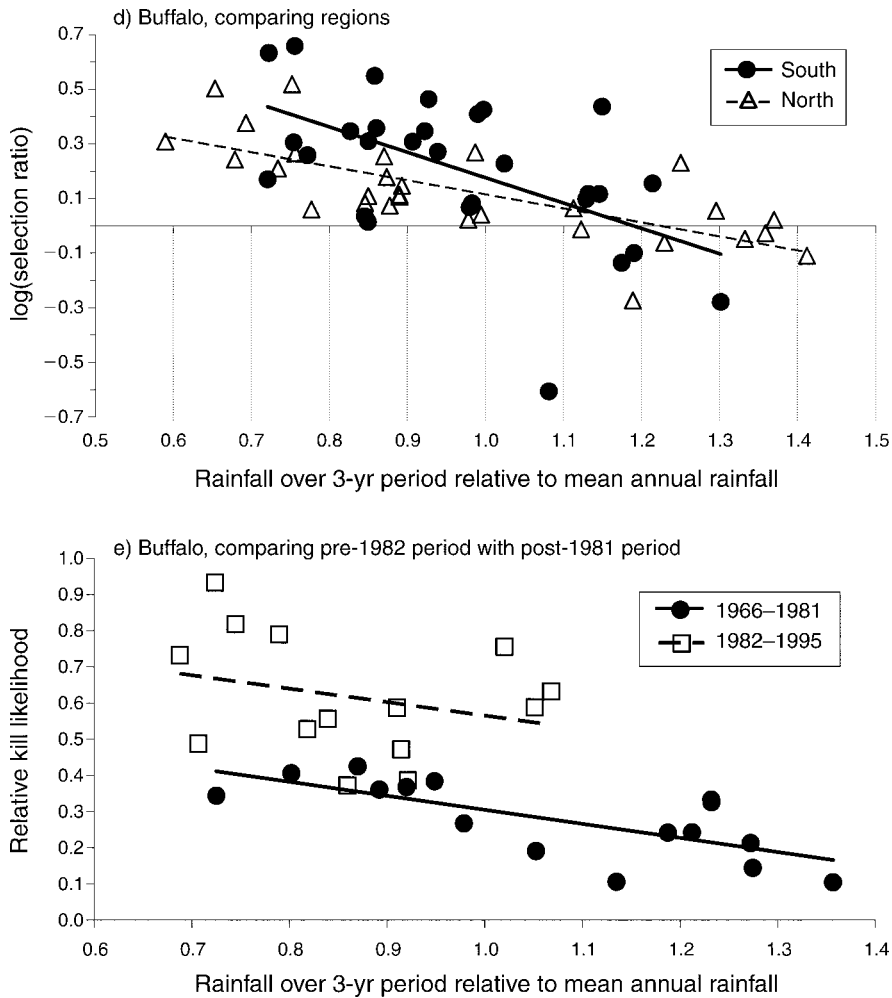 d) Buffalo, comparing regions
0.7
0.5
0.3
0.1
−0.1
−0.3
−0.5
−0.7
log(selection ratio)
South
North
0.5 0.6 0.7 0.8 0.9 1.0 1.1 1.2 1.3 1.4 1.5
Rainfall over 3-yr period relative to mean annual rainfall
e) Buffalo, comparing pre-1982 period with post-1981 period
1.0
0.9
0.8
0.7
0.6
0.5
0.4
0.3
0.2
0.1
0.0
Relative kill likelihood
1966–1981
1982–1995
0.6 0.7 0.8 0.9 1.0 1.1 1.2 1.3 1.4
Rainfall over 3-yr period relative to mean annual rainfall